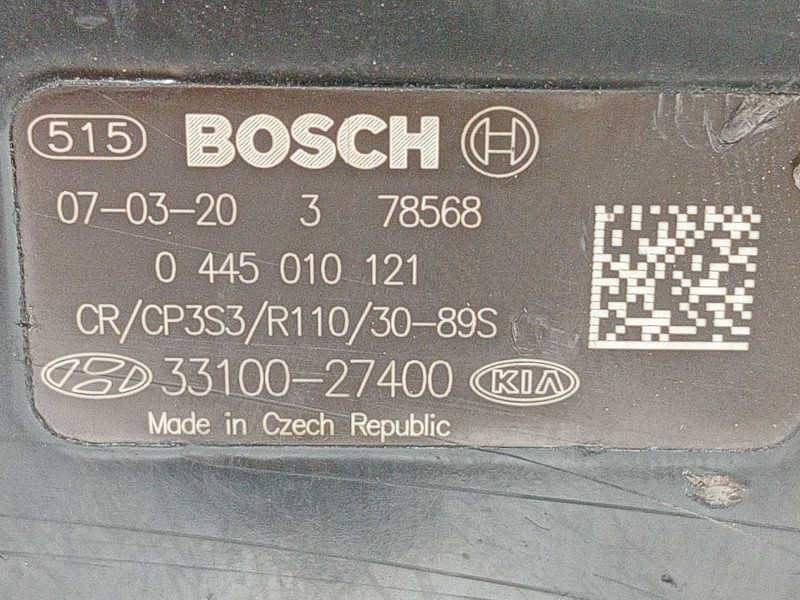 515 BOSCH H
07-03-20 3 78568
0 445 010 121
CR/CP3S3/R110/30-89S
H 33100-27400 KIA
Made in Czech Republic